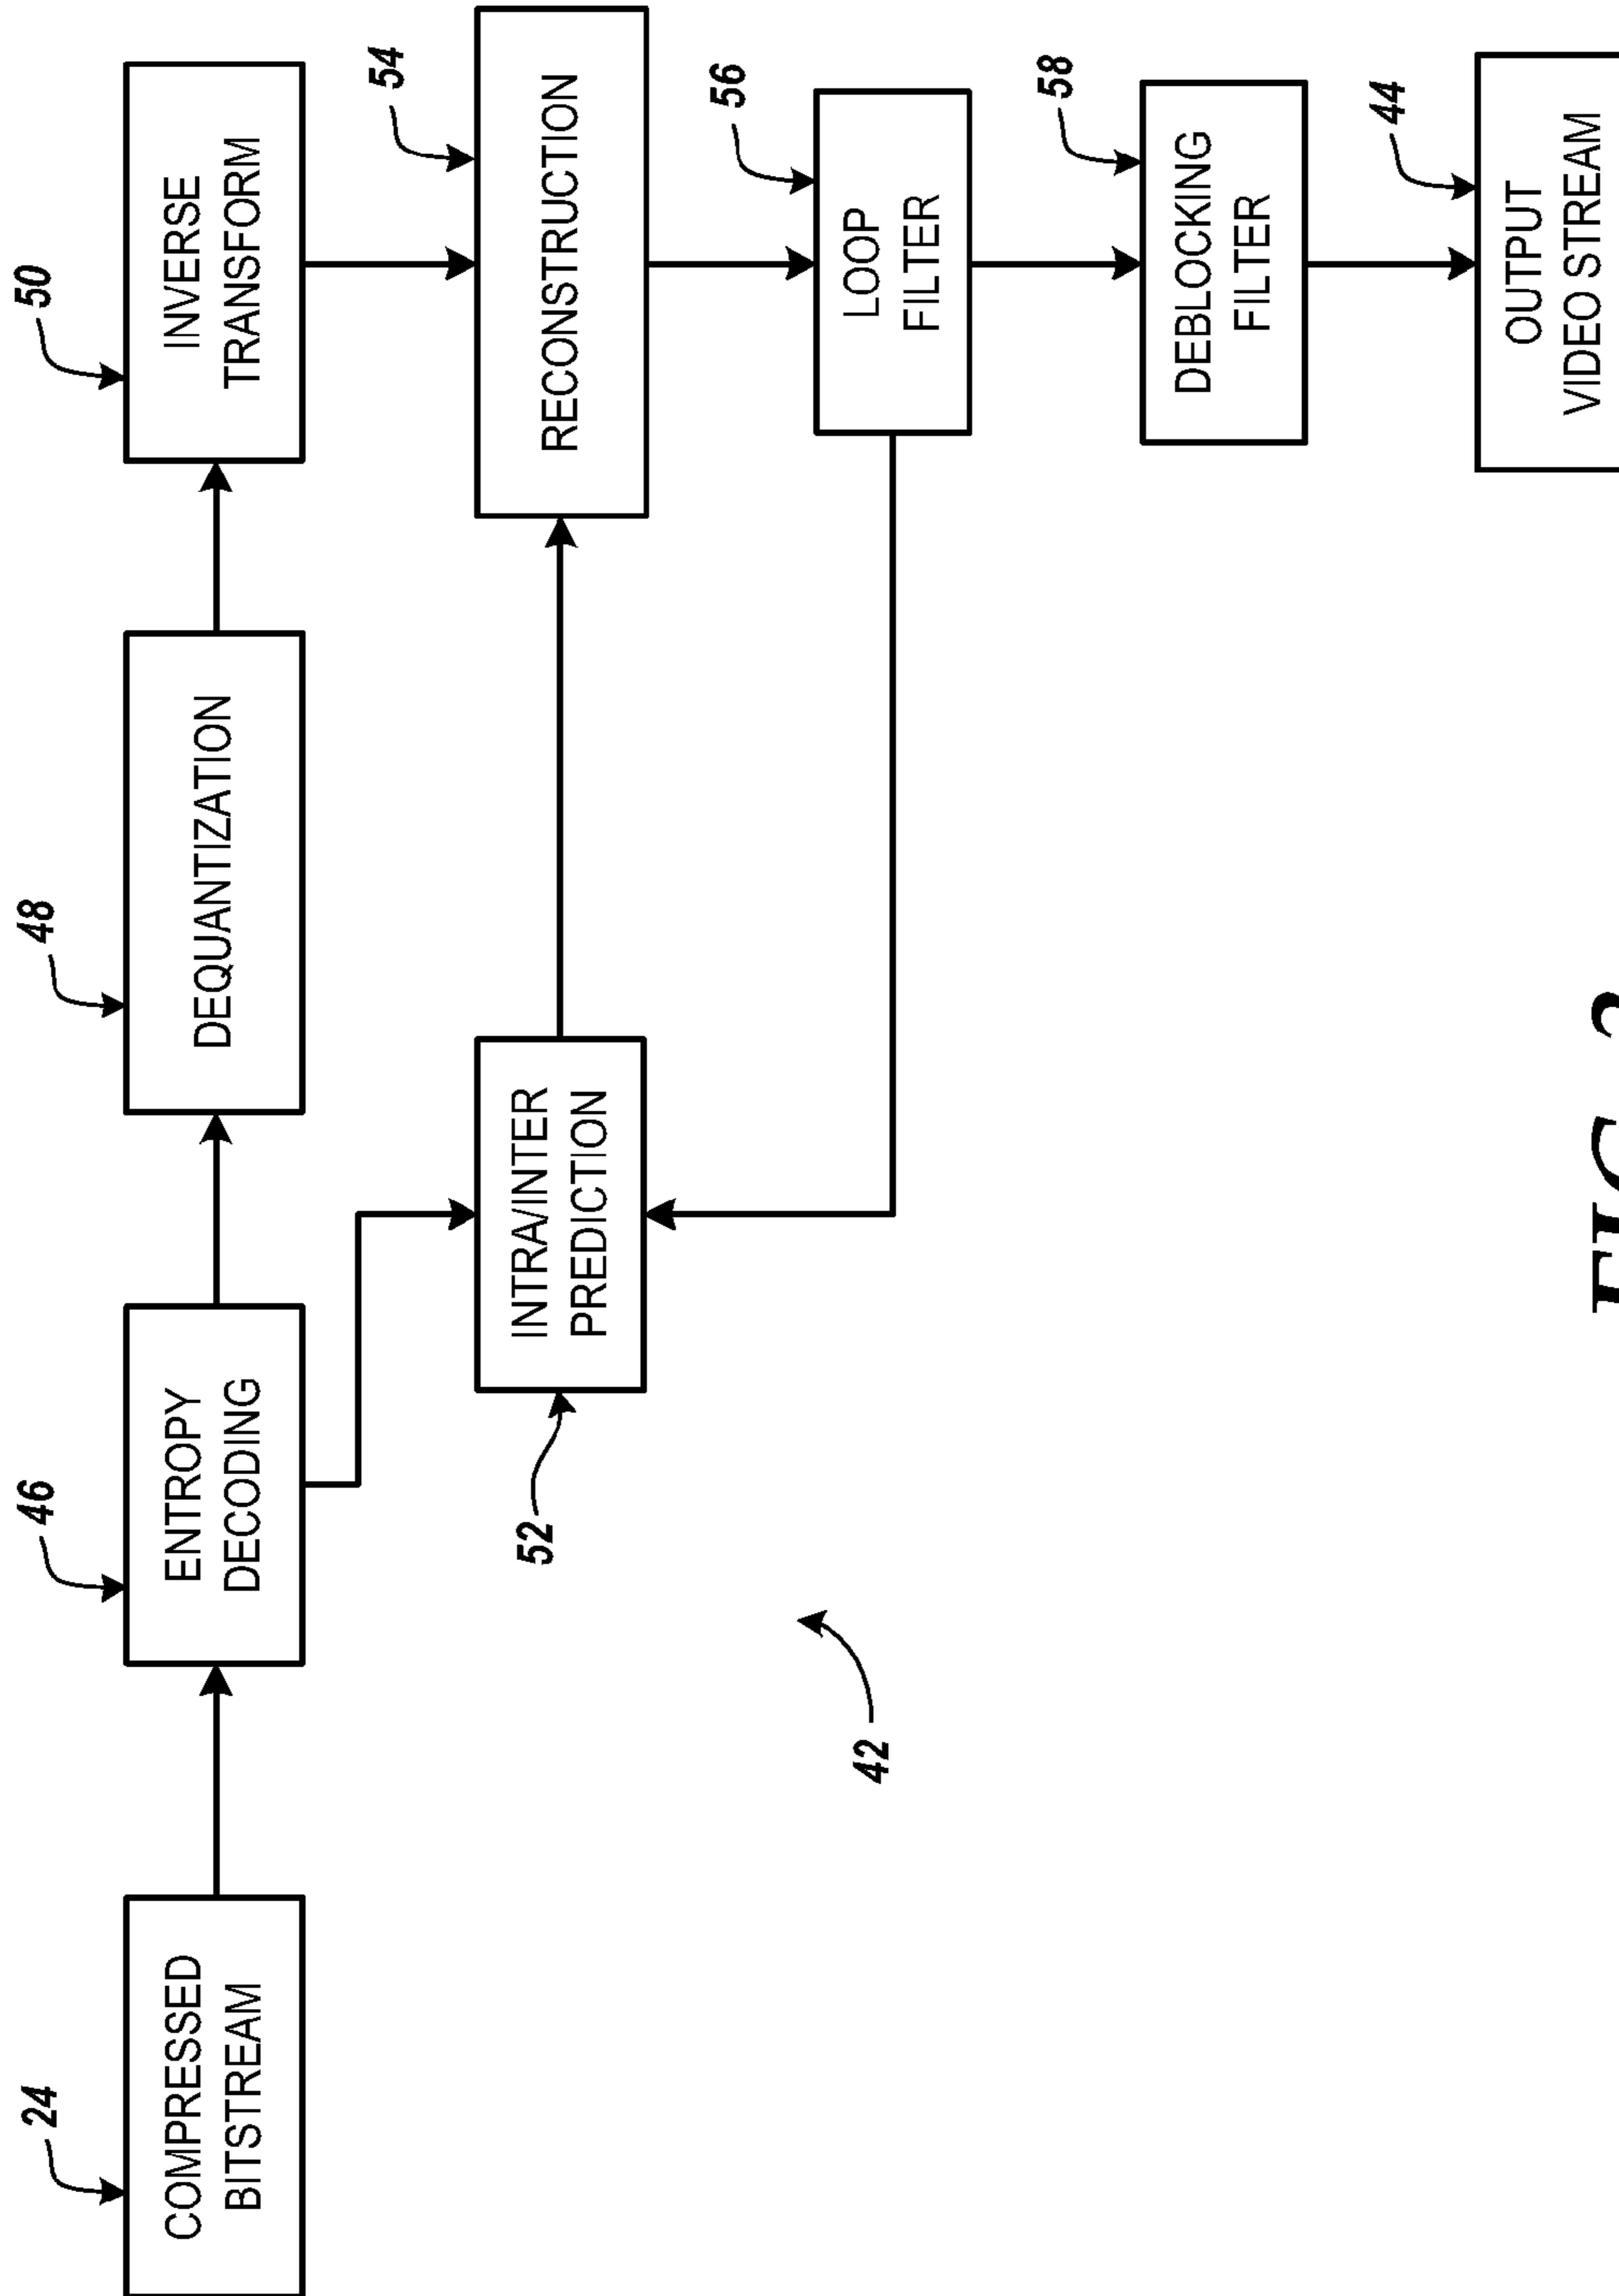 24
COMPRESSED
BITSTREAM
46
ENTROPY
DECODING
48
DEQUANTIZATION
50
INVERSE
TRANSFORM
52
INTRA/INTER
PREDICTION
54
RECONSTRUCTION
56
LOOP
FILTER
42
58
DEBLOCKING
FILTER
44
OUTPUT
VIDEO STREAM